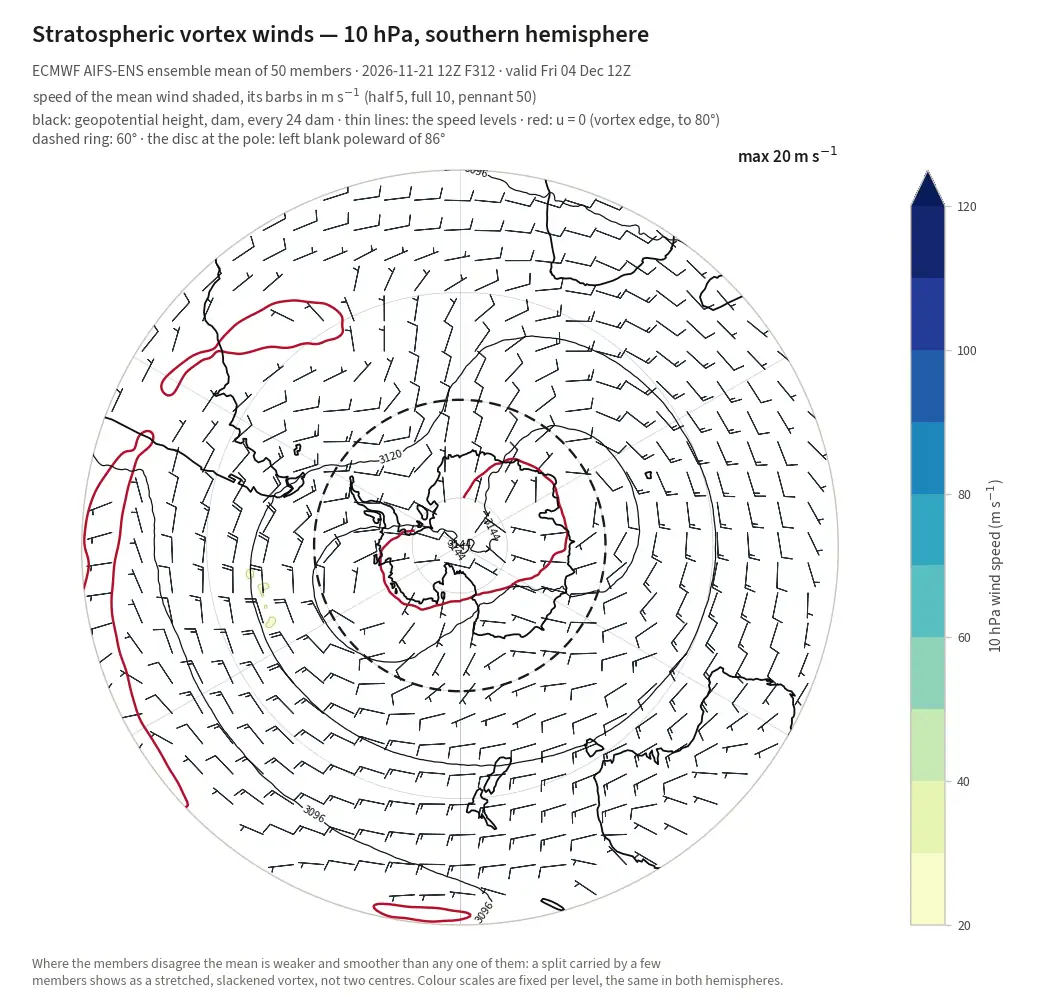 Stratospheric vortex winds — 10 hPa, southern hemisphere
ECMWF AIFS-ENS ensemble mean of 50 members · 2026-11-21 12Z F312 · valid Fri 04 Dec 12Z
speed of the mean wind shaded, its barbs in m s⁻¹ (half 5, full 10, pennant 50)
black: geopotential height, dam, every 24 dam · thin lines: the speed levels · red: u = 0 (vortex edge, to 80°)
dashed ring: 60° · the disc at the pole: left blank poleward of 86°
max 20 m s⁻¹
3096
3120
3144
3096
3096
120
100
80
60
40
20
10 hPa wind speed (m s⁻¹)
Where the members disagree the mean is weaker and smoother than any one of them: a split carried by a few
members shows as a stretched, slackened vortex, not two centres. Colour scales are fixed per level, the same in both hemispheres.